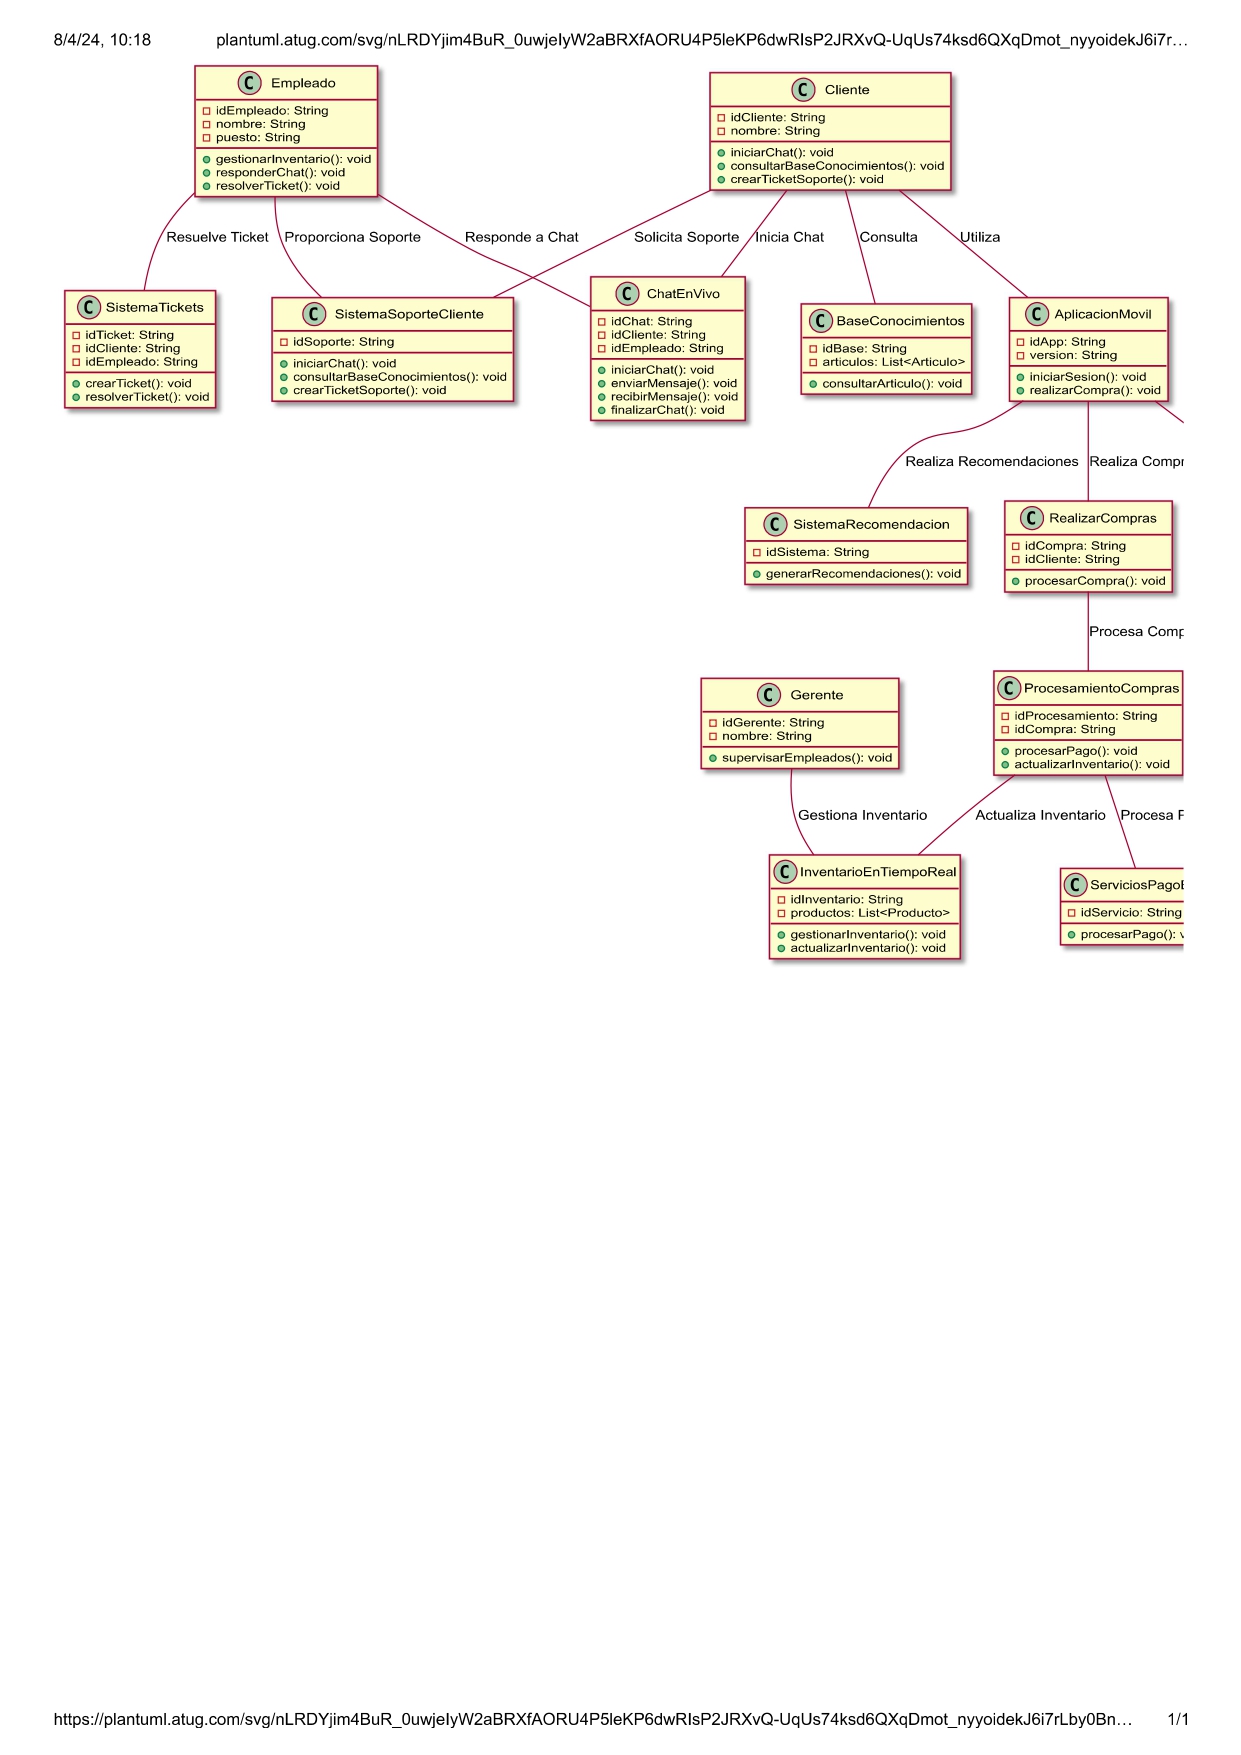 8/4/24, 10:18
plantuml.atug.com/svg/nLRDYjim4BuR_0uwjeIyW2aBRXfAORU4P5leKP6dwRIsP2JRXvQ-UqUs74ksd6QXqDmot_nyyoidekJ6i7r…
C Empleado
idEmpleado: String
nombre: String
puesto: String
gestionarInventario(): void
responderChat(): void
resolverTicket(): void
C Cliente
idCliente: String
nombre: String
iniciarChat(): void
consultarBaseConocimientos(): void
crearTicketSoporte(): void
Resuelve Ticket
Proporciona Soporte
Responde a Chat
Solicita Soporte
Inicia Chat
Consulta
Utiliza
C SistemaTickets
idTicket: String
idCliente: String
idEmpleado: String
crearTicket(): void
resolverTicket(): void
C SistemaSoporteCliente
idSoporte: String
iniciarChat(): void
consultarBaseConocimientos(): void
crearTicketSoporte(): void
C ChatEnVivo
idChat: String
idCliente: String
idEmpleado: String
iniciarChat(): void
enviarMensaje(): void
recibirMensaje(): void
finalizarChat(): void
C BaseConocimientos
idBase: String
articulos: List<Articulo>
consultarArticulo(): void
C AplicacionMovil
idApp: String
version: String
iniciarSesion(): void
realizarCompra(): void
Realiza Recomendaciones
Realiza Compr
C SistemaRecomendacion
idSistema: String
generarRecomendaciones(): void
C RealizarCompras
idCompra: String
idCliente: String
procesarCompra(): void
Procesa Comp
C Gerente
idGerente: String
nombre: String
supervisarEmpleados(): void
C ProcesamientoCompras
idProcesamiento: String
idCompra: String
procesarPago(): void
actualizarInventario(): void
Gestiona Inventario
Actualiza Inventario
Procesa
C InventarioEnTiempoReal
idInventario: String
productos: List<Producto>
gestionarInventario(): void
actualizarInventario(): void
C ServiciosPago
idServicio: String
procesarPago():
https://plantuml.atug.com/svg/nLRDYjim4BuR_0uwjeIyW2aBRXfAORU4P5leKP6dwRIsP2JRXvQ-UqUs74ksd6QXqDmot_nyyoidekJ6i7rLby0Bn…
1/1